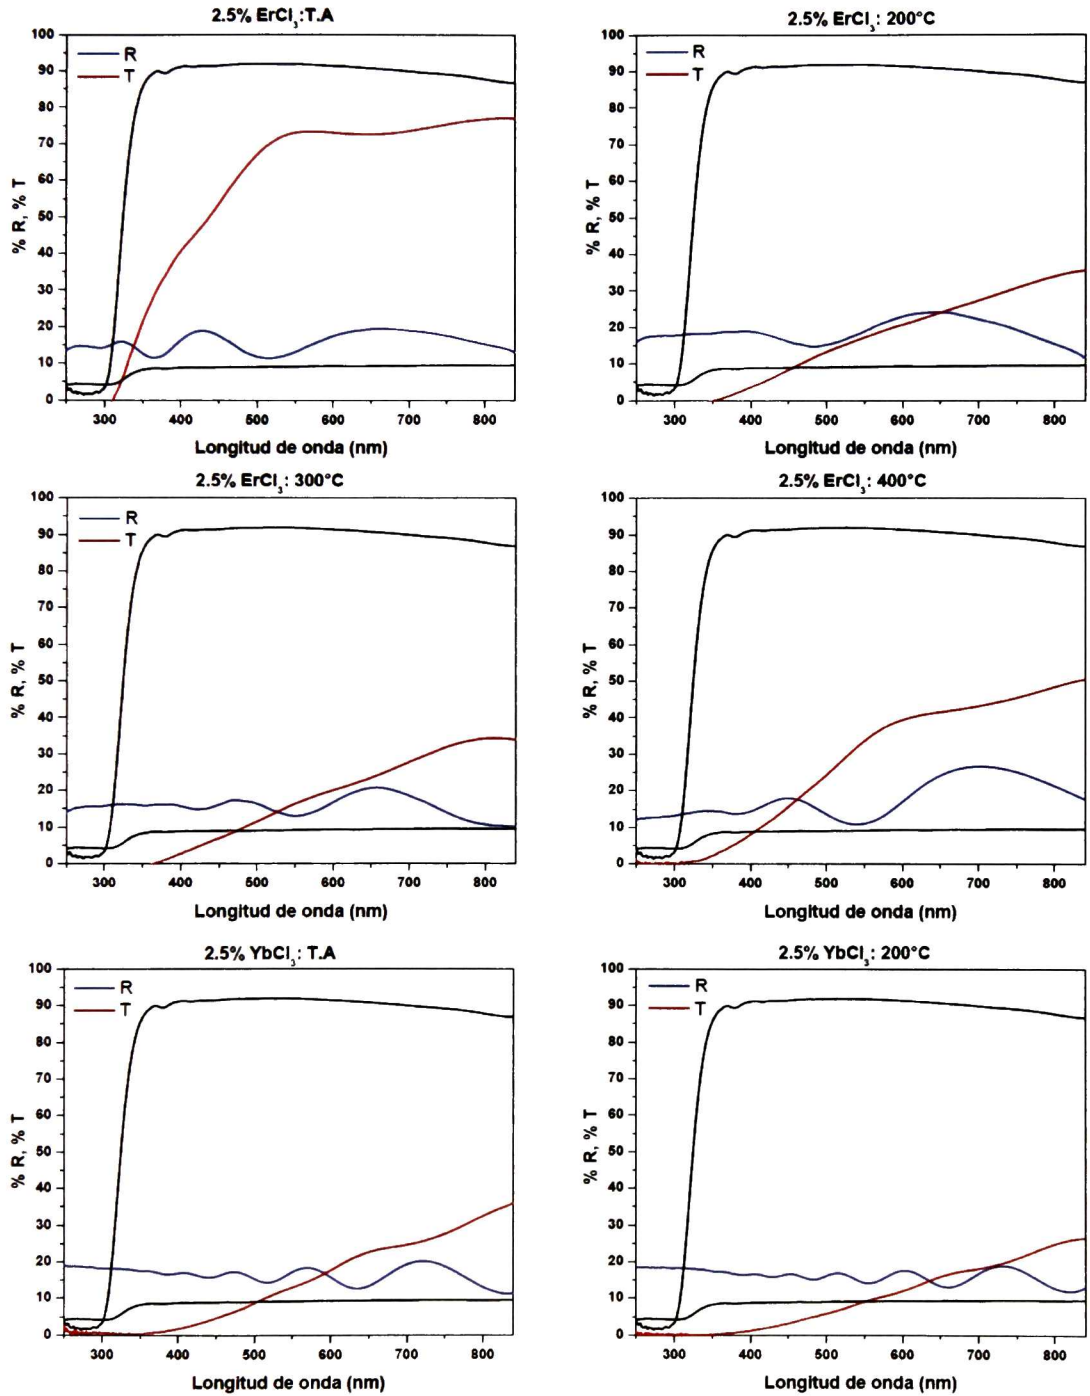 2.5% ErCl3:T.A
R
T
% R, % T
100
90
80
70
60
50
40
30
20
10
0
300 400 500 600 700 800
Longitud de onda (nm)
2.5% ErCl3: 200°C
R
T
% R, % T
100
90
80
70
60
50
40
30
20
10
0
300 400 500 600 700 800
Longitud de onda (nm)
2.5% ErCl3: 300°C
R
T
% R, % T
100
90
80
70
60
50
40
30
20
10
0
300 400 500 600 700 800
Longitud de onda (nm)
2.5% ErCl3: 400°C
% R, % T
100
90
80
70
60
50
40
30
20
10
0
300 400 500 600 700 800
Longitud de onda (nm)
2.5% YbCl3: T.A
R
T
% R, % T
100
90
80
70
60
50
40
30
20
10
0
300 400 500 600 700 800
Longitud de onda (nm)
2.5% YbCl3: 200°C
R
T
% R, % T
100
90
80
70
60
50
40
30
20
10
0
300 400 500 600 700 800
Longitud de onda (nm)